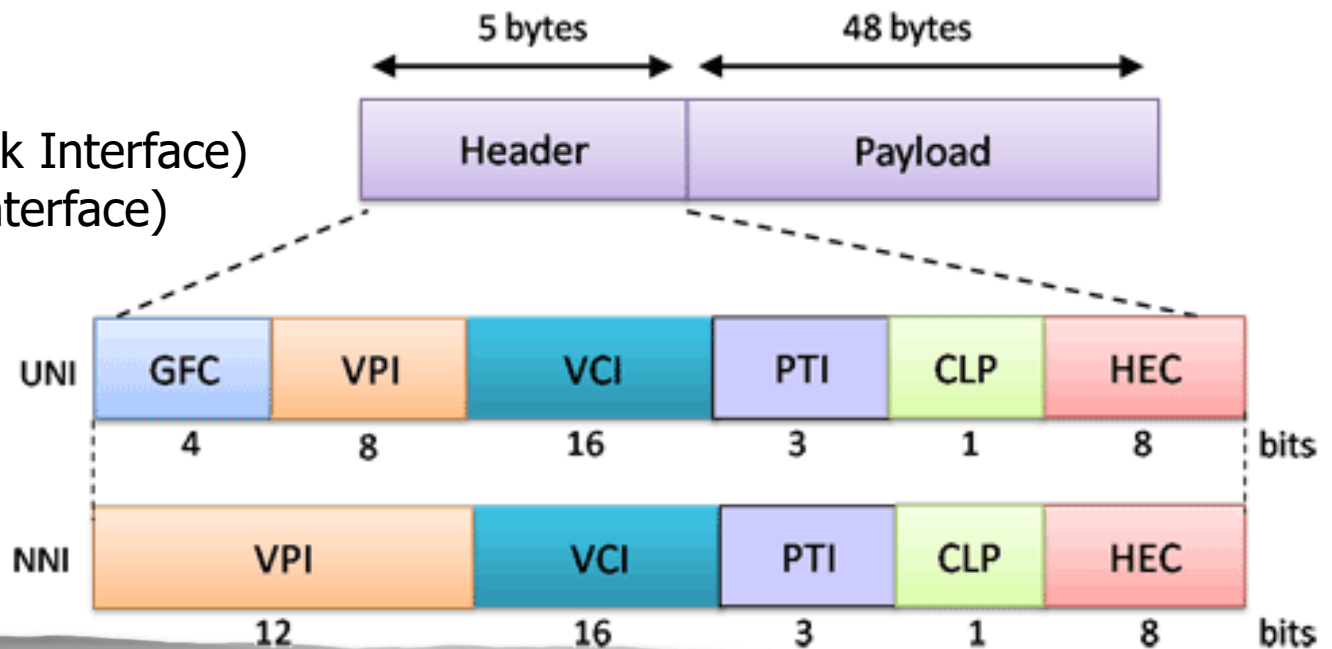 5 bytes 48 bytes
Header Payload
Interface)
UNI GFC VPI VCI PTI CLP HEC
4 8 16 3 1 8 bits
NNI VPI VCI PTI CLP HEC
12 16 3 1 8 bits